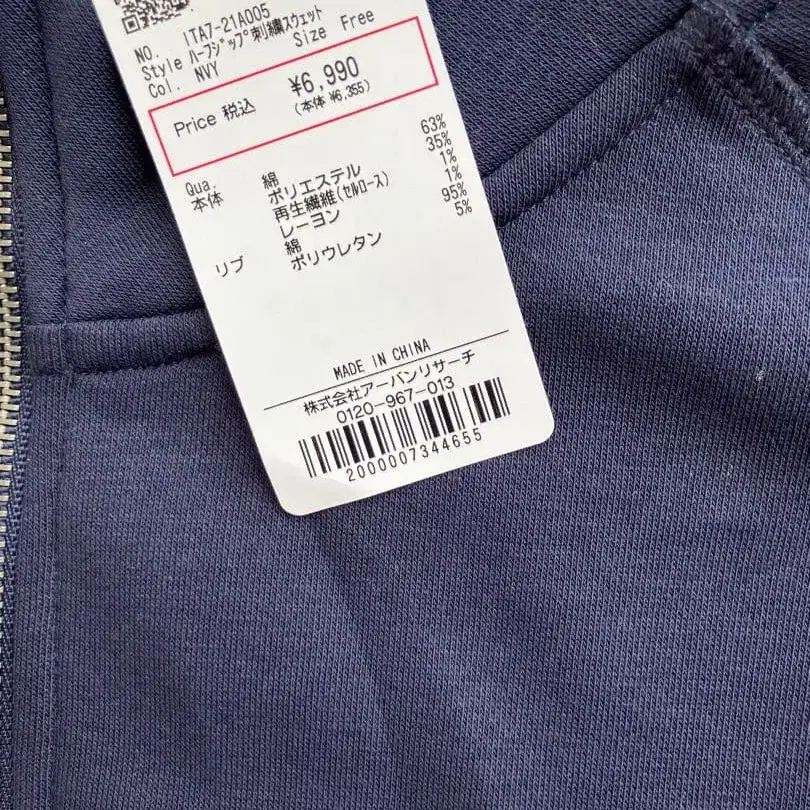 NO. ITA7-21A005
Style ハーフジップ刺繍スウェット
Col. NVY Size Free
Price 税込 ¥6,990
(本体 ¥6,355)
Qua.
本体 綿 63%
ポリエステル 35%
再生繊維(セルロース) 1%
レーヨン 1%
リブ 綿 95%
ポリウレタン 5%
MADE IN CHINA
株式会社アーバンリサーチ
0120-967-013
2000007344655